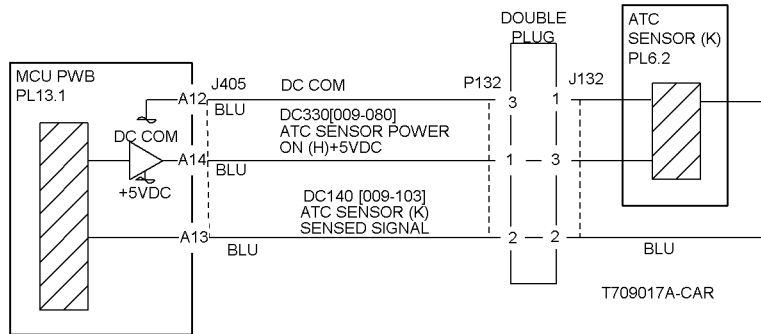 DOUBLE
PLUG
ATC
SENSOR (K)
PL6.2
MCU PWB
PL13.1
J405
DC COM
P132
J132
A12
BLU
3
1
DC330[009-080]
ATC SENSOR POWER
ON (H)+5VDC
DC COM
A14
BLU
1
3
+5VDC
DC140 [009-103]
ATC SENSOR (K)
SENSED SIGNAL
A13
BLU
2
2
BLU
T709017A-CAR